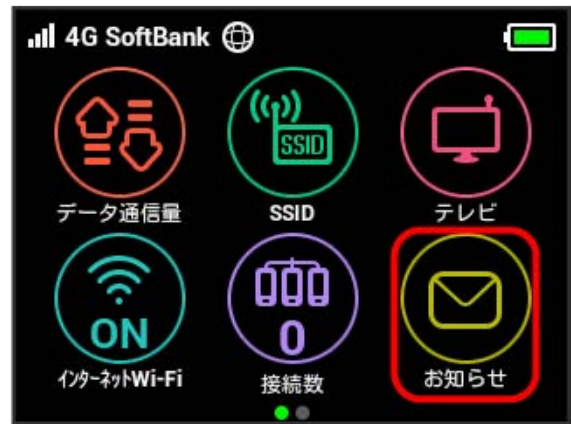 4G SoftBank
SSID
データ通信量
SSID
テレビ
ON
インターネットWi-Fi
0
接続数
お知らせ